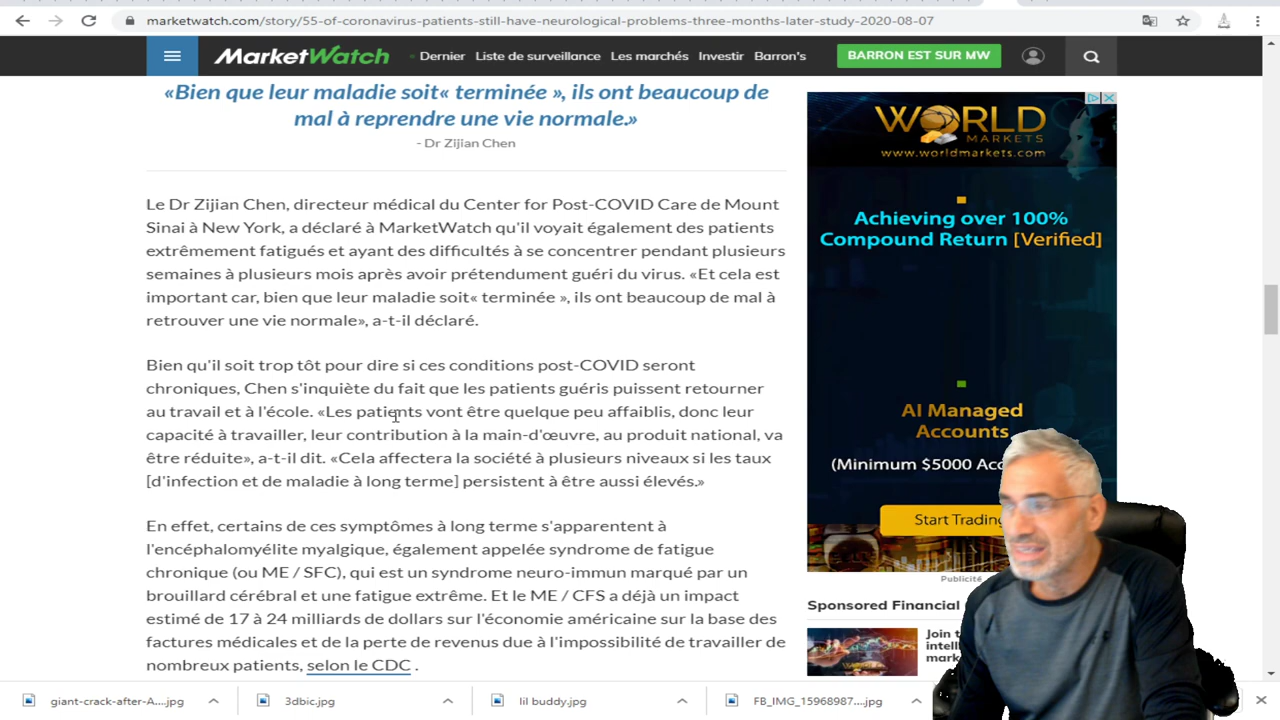 marketwatch.com/story/55-of-coronavirus-patients-still-have-neurological-problems-three-months-later-study-2020-08-07
MarketWatch
Dernier Liste de surveillance Les marchés Investir Barron's
BARRON EST SUR MW
«Bien que leur maladie soit« terminée », ils ont beaucoup de
mal à reprendre une vie normale.»
- Dr Zijian Chen
Le Dr Zijian Chen, directeur médical du Center for Post-COVID Care de Mount
Sinai à New York, a déclaré à MarketWatch qu'il voyait également des patients
extrêmement fatigués et ayant des difficultés à se concentrer pendant plusieurs
semaines à plusieurs mois après avoir prétendument guéri du virus. «Et cela est
important car, bien que leur maladie soit« terminée », ils ont beaucoup de mal à
retrouver une vie normale», a-t-il déclaré.
Bien qu'il soit trop tôt pour dire si ces conditions post-COVID seront
chroniques, Chen s'inquiète du fait que les patients guéris puissent retourner
au travail et à l'école. «Les patients vont être quelque peu affaiblis, donc leur
capacité à travailler, leur contribution à la main-d'œuvre, au produit national, va
être réduite», a-t-il dit. «Cela affectera la société à plusieurs niveaux si les taux
[d'infection et de maladie à long terme] persistent à être aussi élevés.»
En effet, certains de ces symptômes à long terme s'apparentent à
l'encéphalomyélite myalgique, également appelée syndrome de fatigue
chronique (ou ME / SFC), qui est un syndrome neuro-immun marqué par un
brouillard cérébral et une fatigue extrême. Et le ME / CFS a déjà un impact
estimé de 17 à 24 milliards de dollars sur l'économie américaine sur la base des
factures médicales et de la perte de revenus due à l'impossibilité de travailler de
nombreux patients, selon le CDC .
WORLD
MARKETS
www.worldmarkets.com
Achieving over 100%
Compound Return [Verified]
AI Managed
Accounts
(Minimum $5000
Start Trading
Publicité
Sponsored Financial
Join
giant-crack-after-A....jpg
3dbic.jpg
lil buddy.jpg
FB_IMG_15968987....jpg